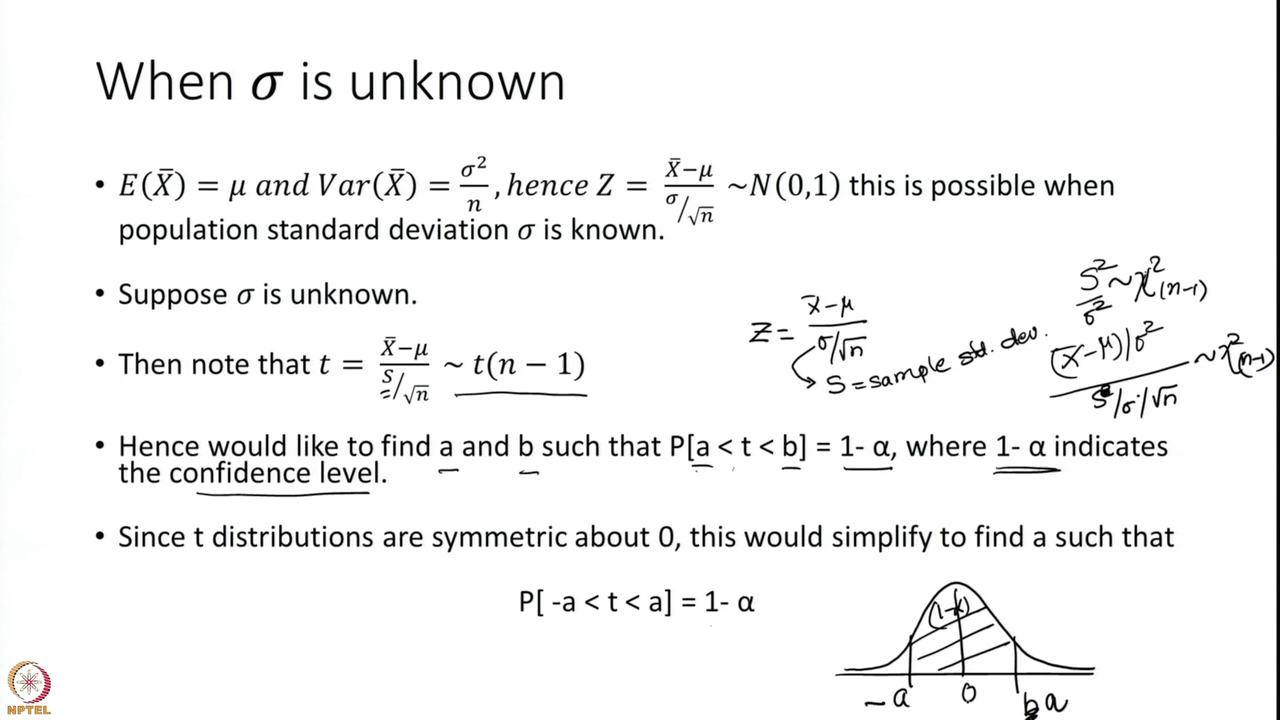 When σ is unknown
• E(X̄) = μ and Var(X̄) = σ²/n, hence Z = (X̄−μ)/(σ/√n) ~N(0,1) this is possible when
population standard deviation σ is known.
• Suppose σ is unknown.
• Then note that t = (X̄−μ)/(S/√n) ~ t(n − 1)
Z = (x̄−μ)/(σ/√n)
S = sample std. dev.
S²/σ² ~ χ²(n-1)
(x̄−μ)/σ² / S/σ/√n ~ χ²(n-1)
• Hence would like to find a and b such that P[a < t < b] = 1- α, where 1- α indicates
the confidence level.
• Since t distributions are symmetric about 0, this would simplify to find a such that
P[ -a < t < a] = 1- α
(1-α)
-a 0 b a
NPTEL